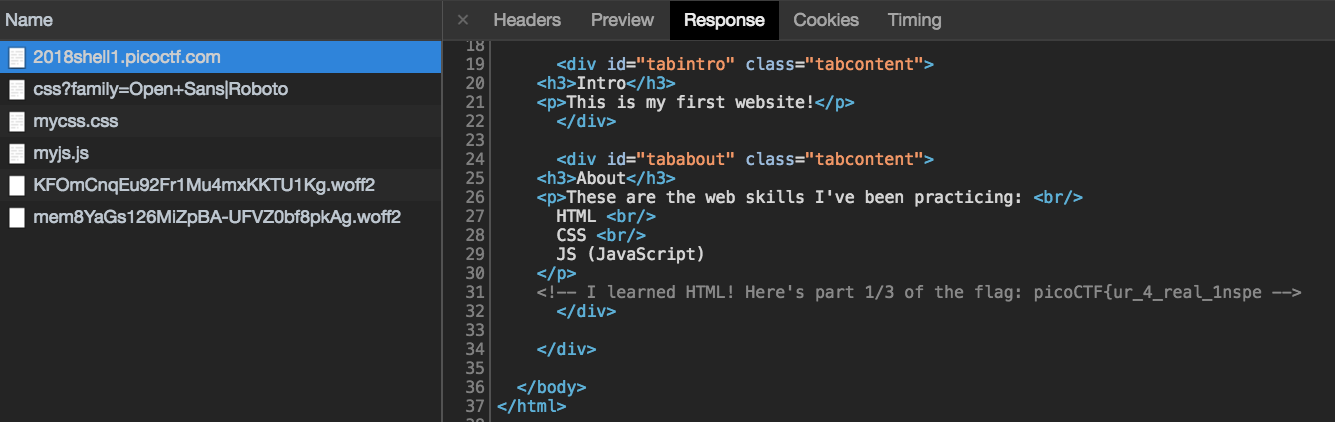 Name
2018shell1.picoctf.com
css?family=Open+Sans|Roboto
mycss.css
myjs.js
KFOmCnqEu92Fr1Mu4mxKKTU1Kg.woff2
mem8YaGs126MiZpBA-UFVZ0bf8pkAg.woff2
× Headers Preview Response Cookies Timing
18
19 <div id="tabintro" class="tabcontent">
20 <h3>Intro</h3>
21 <p>This is my first website!</p>
22 </div>
23
24 <div id="tababout" class="tabcontent">
25 <h3>About</h3>
26 <p>These are the web skills I've been practicing: <br/>
27 HTML <br/>
28 CSS <br/>
29 JS (JavaScript)
30 </p>
31 <!-- I learned HTML! Here's part 1/3 of the flag: picoCTF{ur_4_real_1nspe -->
32 </div>
33
34 </div>
35
36 </body>
37 </html>